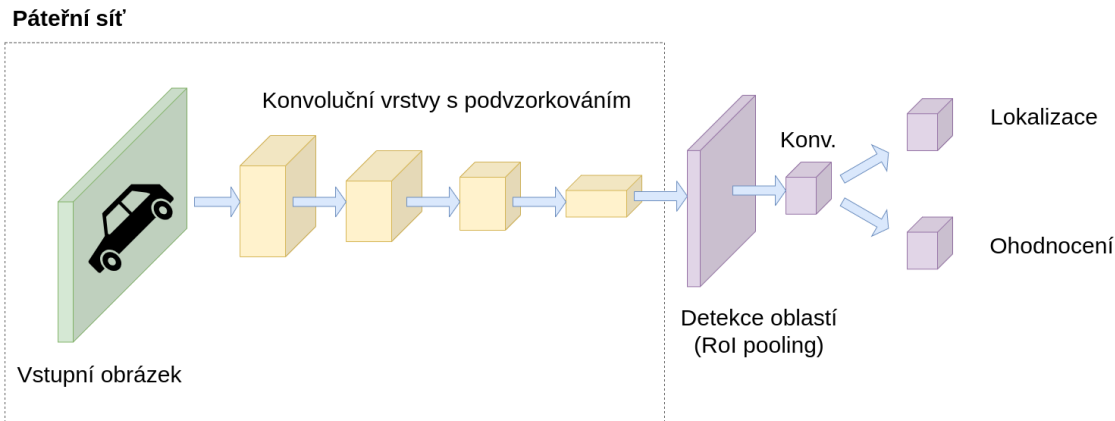 Páteřní síť
Konvoluční vrstvy s podvzorkováním
Vstupní obrázek
Detekce oblastí
(RoI pooling)
Konv.
Lokalizace
Ohodnocení